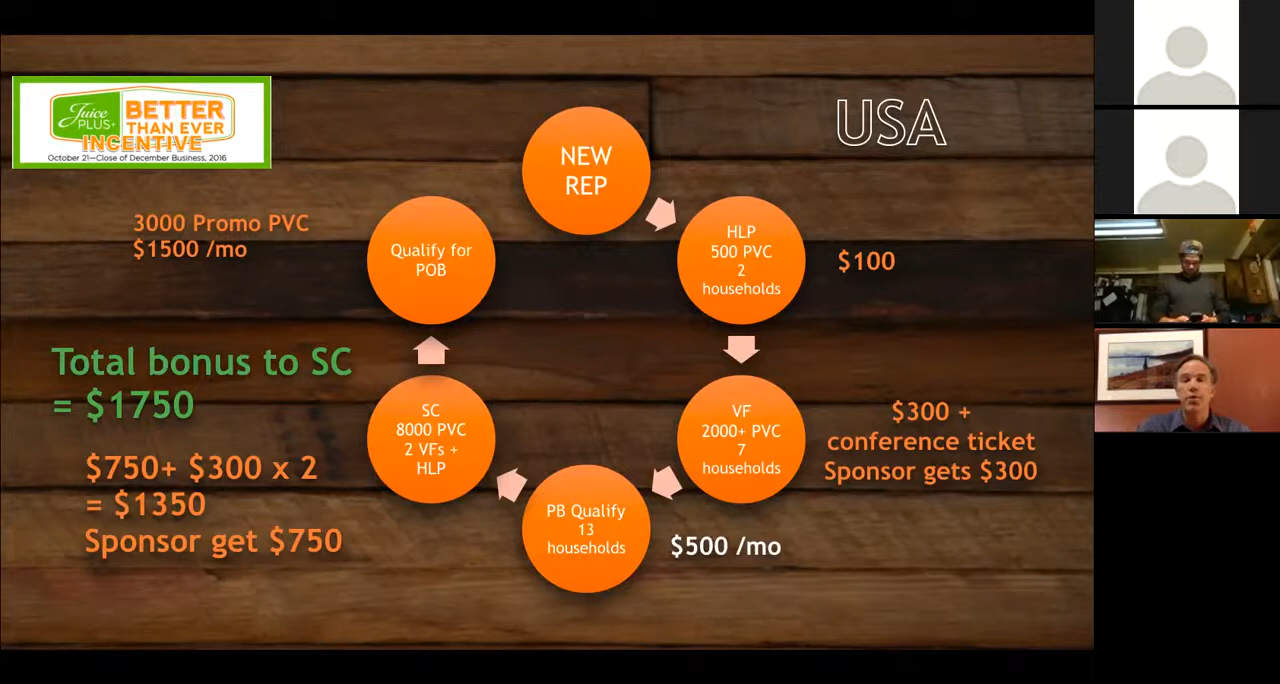 Juice
PLUS+
BETTER
THAN EVER
INCENTIVE
October 21—Close of December Business, 2016
USA
NEW
REP
HLP
500 PVC
2
households
$100
VF
2000+ PVC
7
households
$300 +
conference ticket
Sponsor gets $300
PB Qualify
13
households
$500 /mo
SC
8000 PVC
2 VFs +
HLP
Total bonus to SC
= $1750
$750+ $300 x 2
= $1350
Sponsor get $750
Qualify for
POB
3000 Promo PVC
$1500 /mo